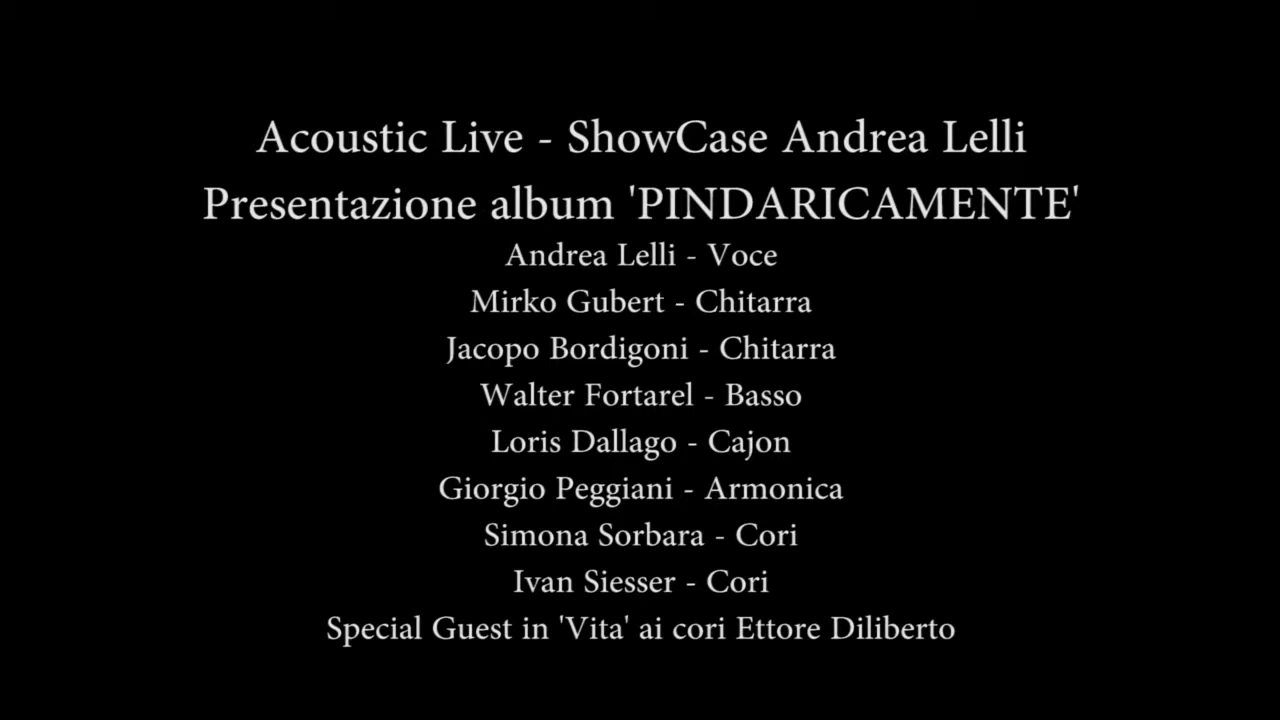 Acoustic Live - ShowCase Andrea Lelli
Presentazione album 'PINDARICAMENTE'
Andrea Lelli - Voce
Mirko Gubert - Chitarra
Jacopo Bordigoni - Chitarra
Walter Fortarel - Basso
Loris Dallago - Cajon
Giorgio Peggiani - Armonica
Simona Sorbara - Cori
Ivan Siesser - Cori
Special Guest in 'Vita' ai cori Ettore Diliberto